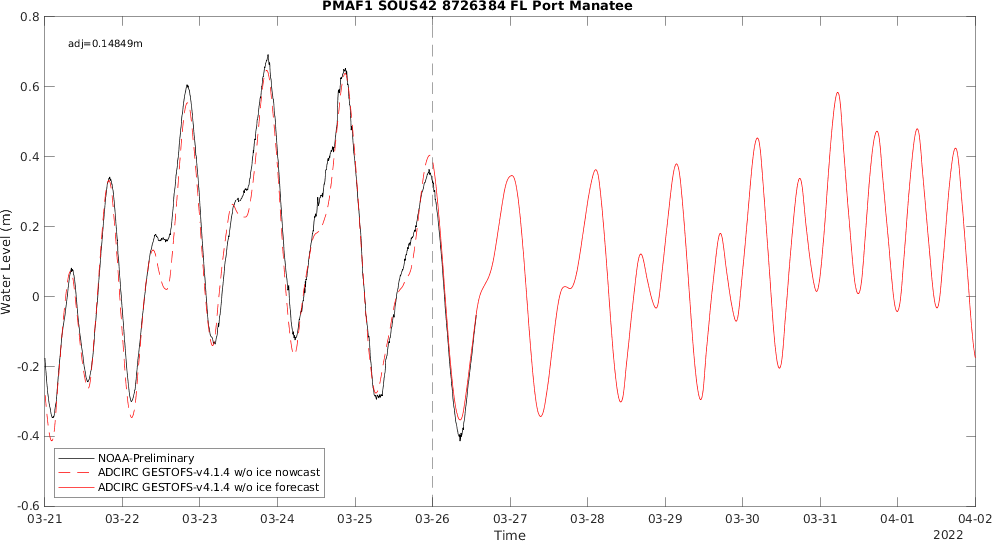 PMAF1 SOUS42 8726384 FL Port Manatee
adj=0.14849m
Water Level (m)
0.8
0.6
0.4
0.2
0
-0.2
-0.4
-0.6
NOAA-Preliminary
ADCIRC GESTOFS-v4.1.4 w/o ice nowcast
ADCIRC GESTOFS-v4.1.4 w/o ice forecast
03-21 03-22 03-23 03-24 03-25 03-26 03-27 03-28 03-29 03-30 03-31 04-01 04-02
Time
2022